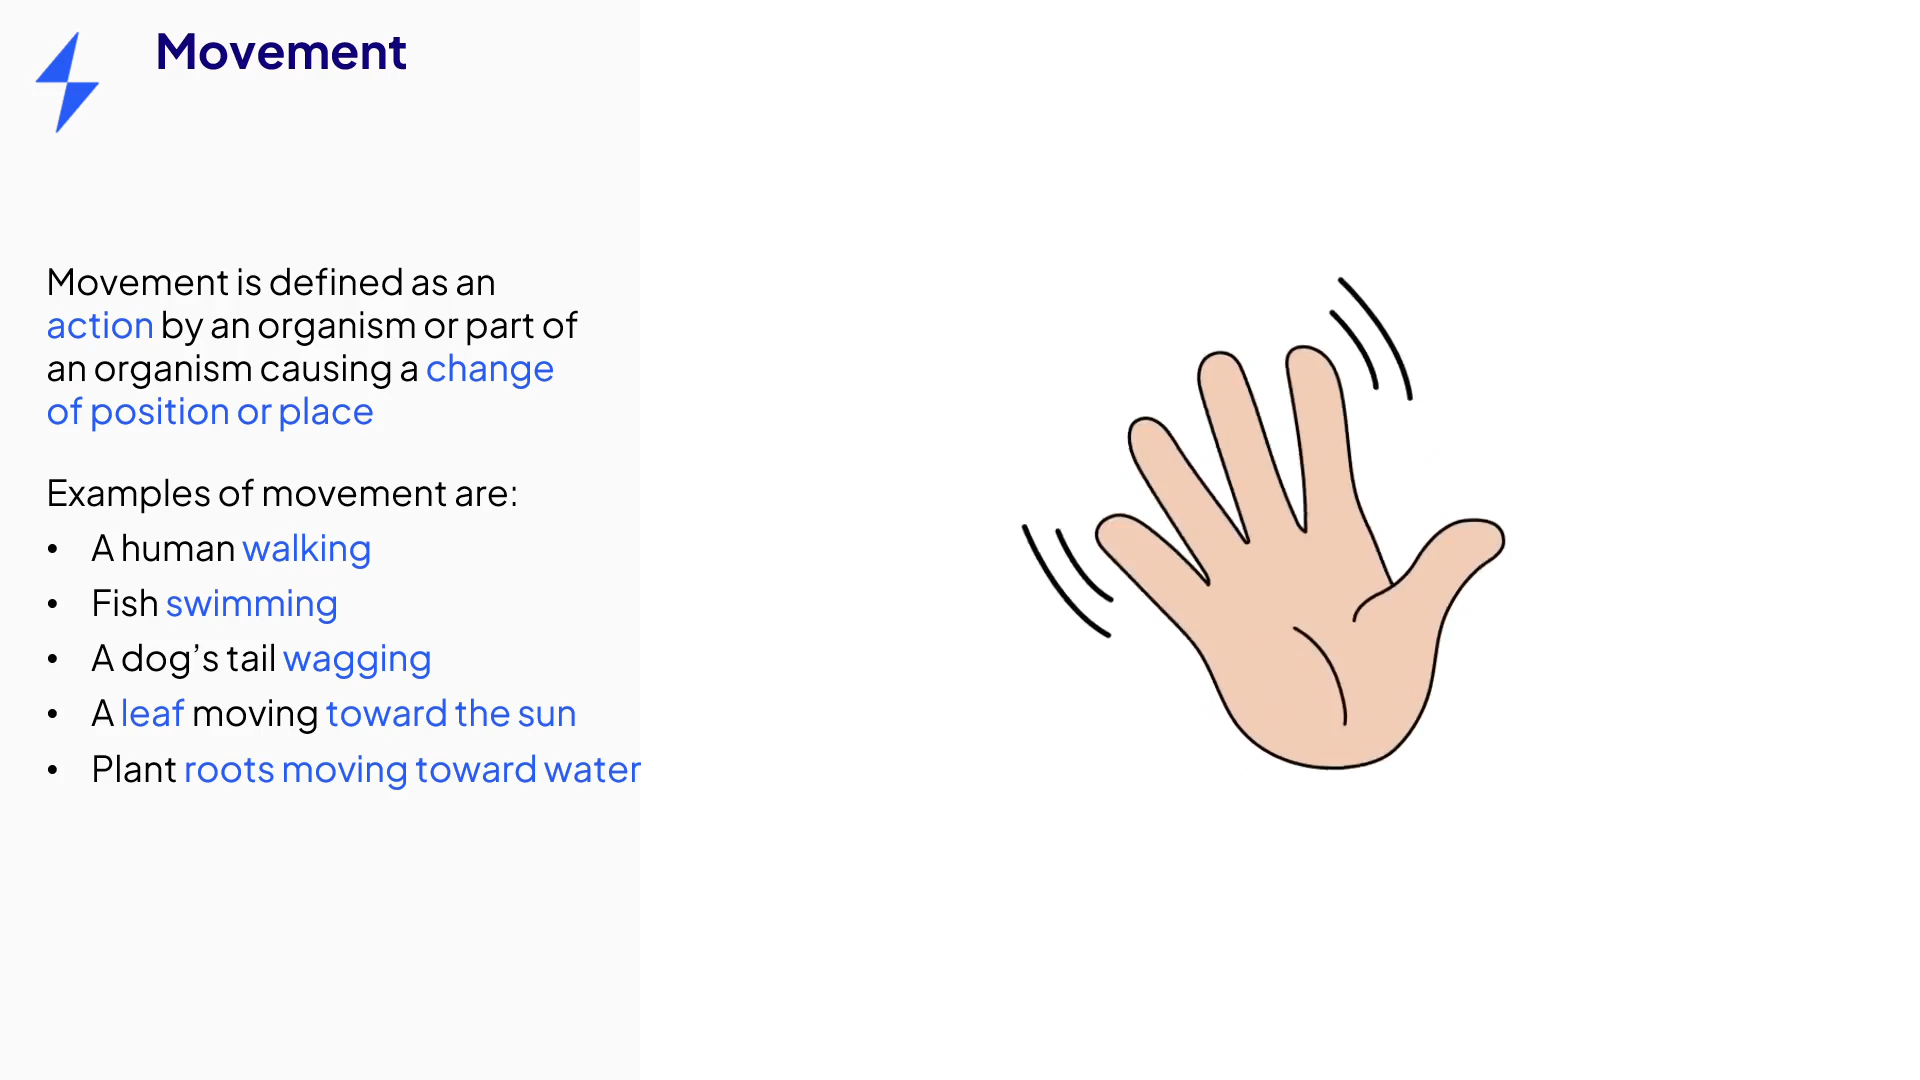 Movement
Movement is defined as an
action by an organism or part of
an organism causing a change
of position or place
Examples of movement are:
• A human walking
• Fish swimming
• A dog’s tail wagging
• A leaf moving toward the sun
• Plant roots moving toward water